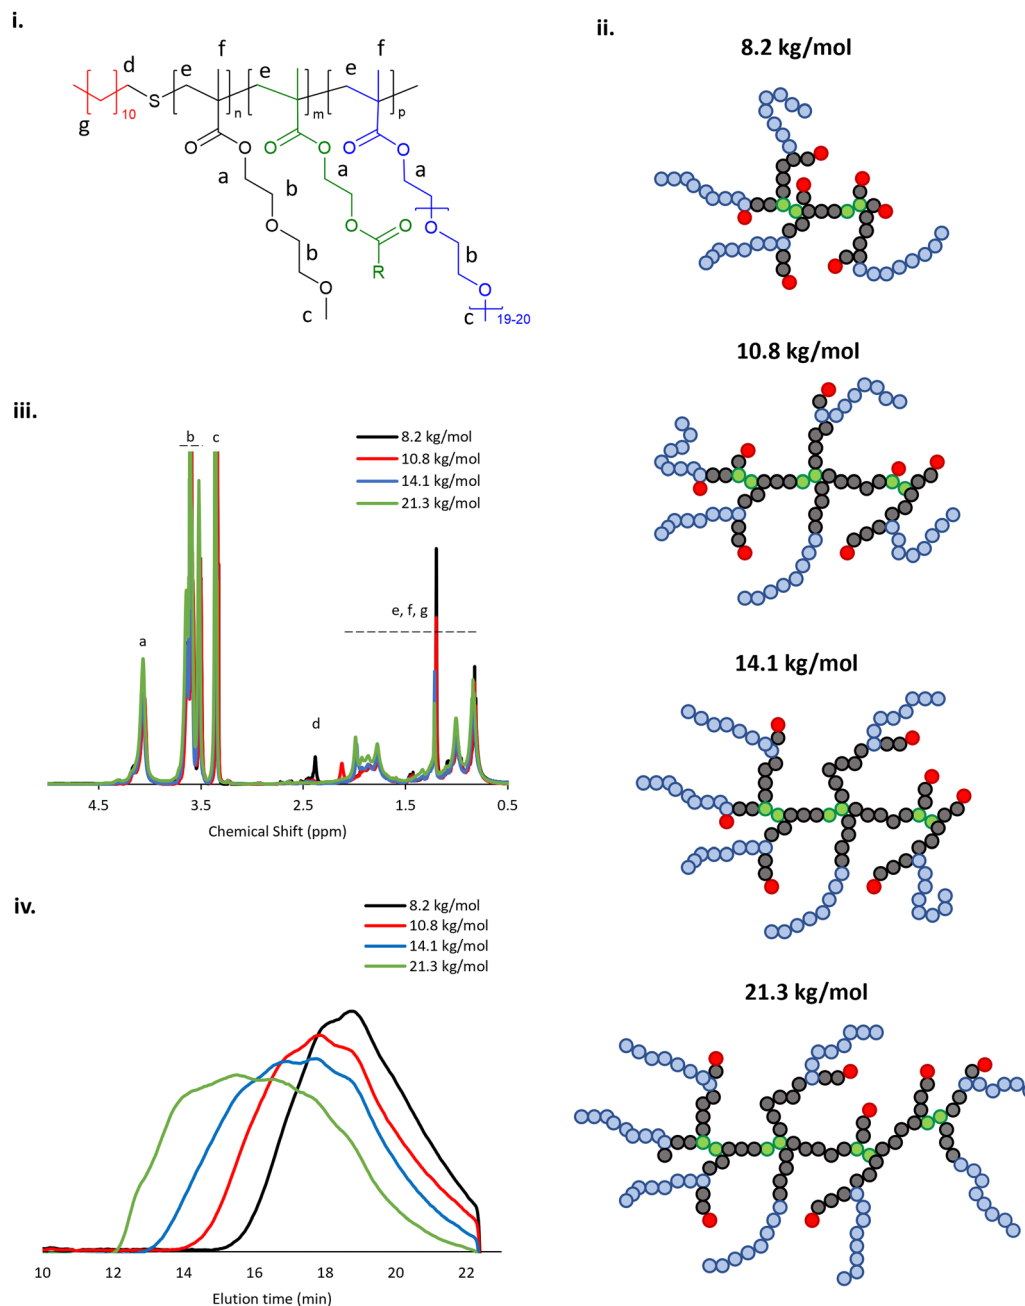 i.
d
f
f
e
e
e
g
10
S
n
m
p
O
O
O
O
O
O
a
a
a
b
b
c
O
O
O
O
R
O
O
b
c
19-20
ii.
8.2 kg/mol
10.8 kg/mol
14.1 kg/mol
21.3 kg/mol
iii.
b
c
8.2 kg/mol
10.8 kg/mol
14.1 kg/mol
21.3 kg/mol
a
d
e, f, g
4.5
3.5
2.5
1.5
0.5
Chemical Shift (ppm)
iv.
8.2 kg/mol
10.8 kg/mol
14.1 kg/mol
21.3 kg/mol
10
12
14
16
18
20
22
Elution time (min)